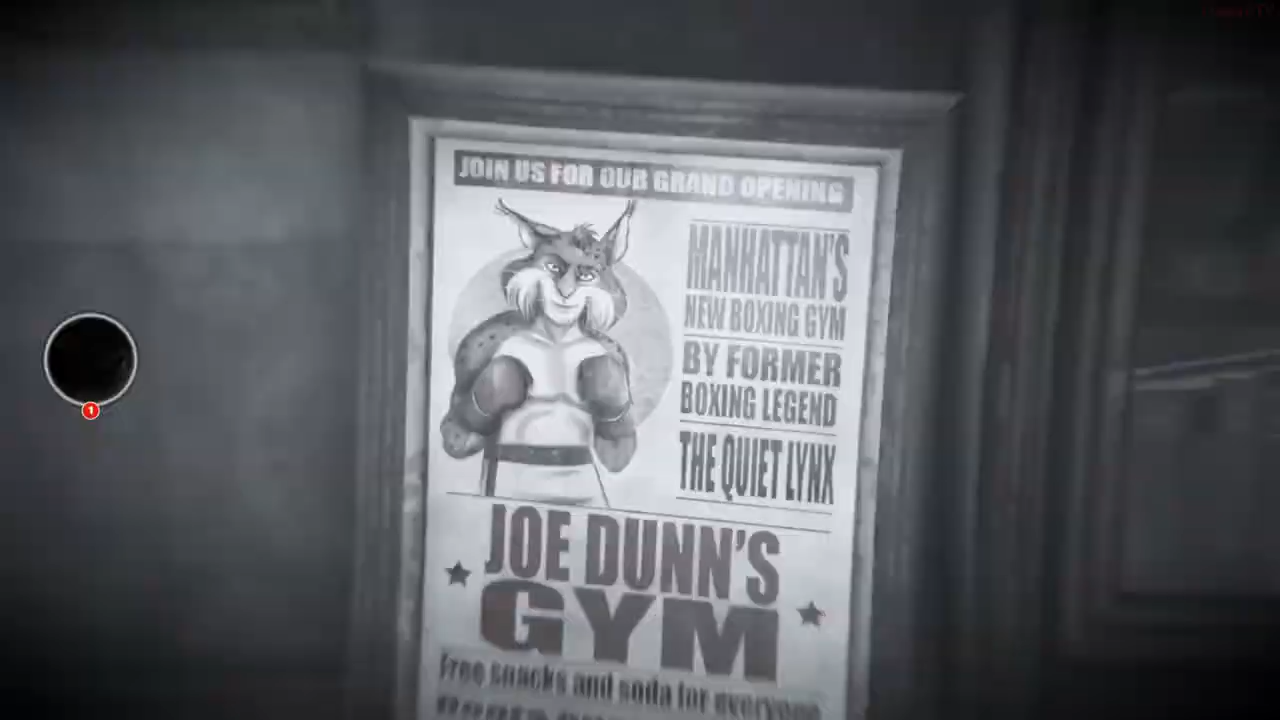 JOIN US FOR OUR GRAND OPENING
MANHATTAN'S
NEW BOXING GYM
BY FORMER
BOXING LEGEND
THE QUIET LYNX
JOE DUNN'S
GYM
Free snacks and soda for everyone
1